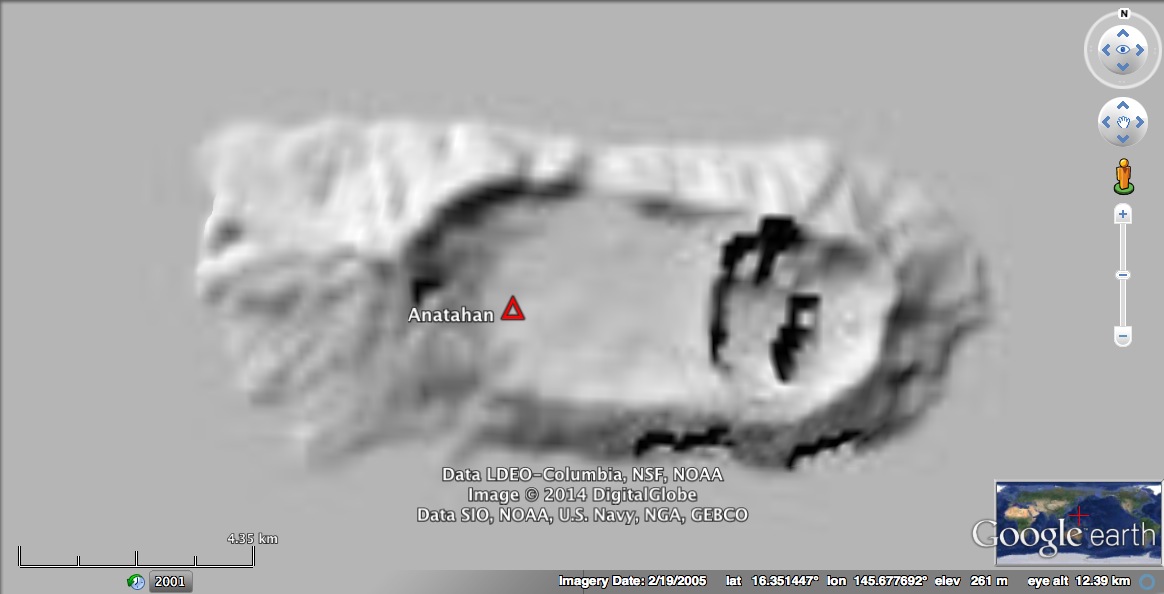 N
Anatahan
Data LDEO-Columbia, NSF, NOAA
Image © 2014 DigitalGlobe
Data SIO, NOAA, U.S. Navy, NGA, GEBCO
Google earth
4.35 km
2001
Imagery Date: 2/19/2005 lat 16.351447° lon 145.677692° elev 261 m eye alt 12.39 km